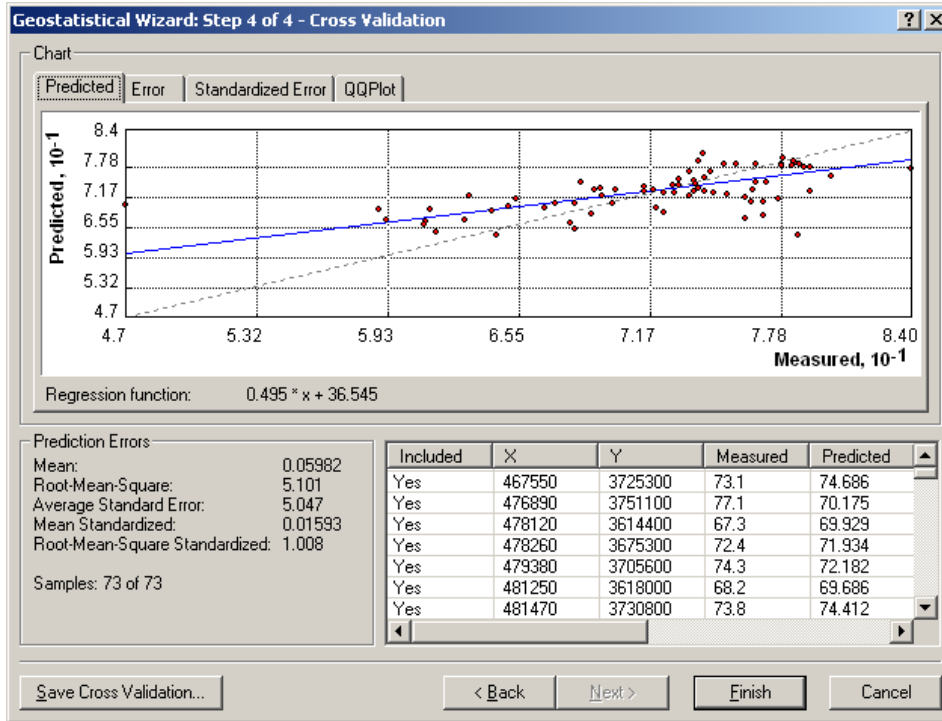 Geostatistical Wizard: Step 4 of 4 - Cross Validation
Chart
Predicted Error Standardized Error QQPlot
Predicted, 10-1
8.4
7.78
7.17
6.55
5.93
5.32
4.7
4.7 5.32 5.93 6.55 7.17 7.78 8.40
Measured, 10-1
Regression function: 0.495 * x + 36.545
Prediction Errors
Mean: 0.05982
Root-Mean-Square: 5.101
Average Standard Error: 5.047
Mean Standardized: 0.01593
Root-Mean-Square Standardized: 1.008
Samples: 73 of 73
Included X Y Measured Predicted
Yes 467550 3725300 73.1 74.686
Yes 476890 3751100 77.1 70.175
Yes 478120 3614400 67.3 69.929
Yes 478260 3675300 72.4 71.934
Yes 479380 3705600 74.3 72.182
Yes 481250 3618000 68.2 69.686
Yes 481470 3730800 73.8 74.412
Save Cross Validation... < Back Next > Finish Cancel